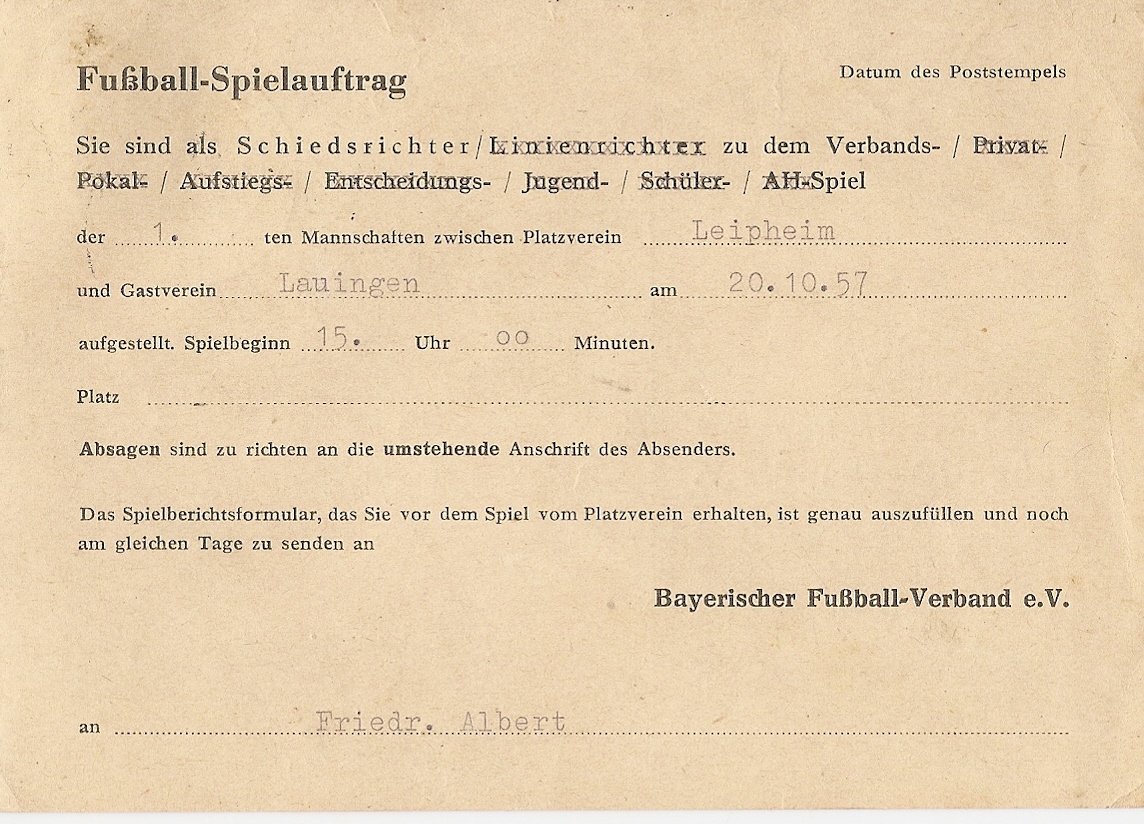 Fußball-Spielauftrag
Datum des Poststempels
Sie sind als Schiedsrichter/Linienrichter zu dem Verbands- / Privat- /
Pokal- / Aufstiegs- / Entscheidungs- / Jugend- / Schüler- / AH-Spiel
der 1. ten Mannschaften zwischen Platzverein Leipheim
und Gastverein Lauingen am 20.10.57
aufgestellt. Spielbeginn 15. Uhr oo Minuten.
Platz
Absagen sind zu richten an die umstehende Anschrift des Absenders.
Das Spielberichtsformular, das Sie vor dem Spiel vom Platzverein erhalten, ist genau auszufüllen und noch
am gleichen Tage zu senden an
Bayerischer Fußball-Verband e.V.
an Friedr. Albert